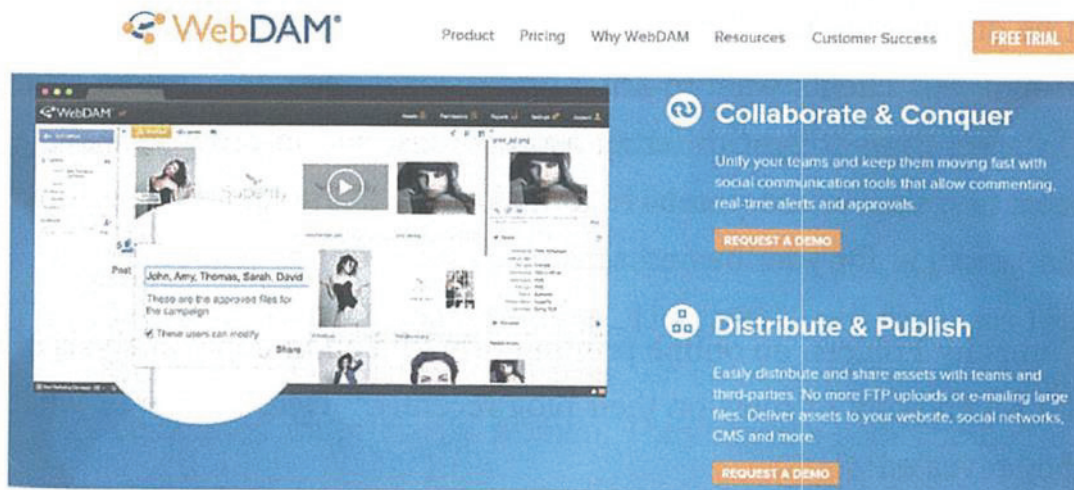 WebDAM®
Product Pricing Why WebDAM Resources Customer Success FREE TRIAL
WebDAM
Collaborate & Conquer
Unify your teams and keep them moving fast with
social communication tools that allow commenting,
real-time alerts and approvals.
REQUEST A DEMO
Post
John, Amy, Thomas, Sarah, David
These are the approved files for
the campaign
These users can modify
Share
Distribute & Publish
Easily distribute and share assets with teams and
third-parties. No more FTP uploads or e-mailing large
files. Deliver assets to your website, social networks,
CMS and more.
REQUEST A DEMO